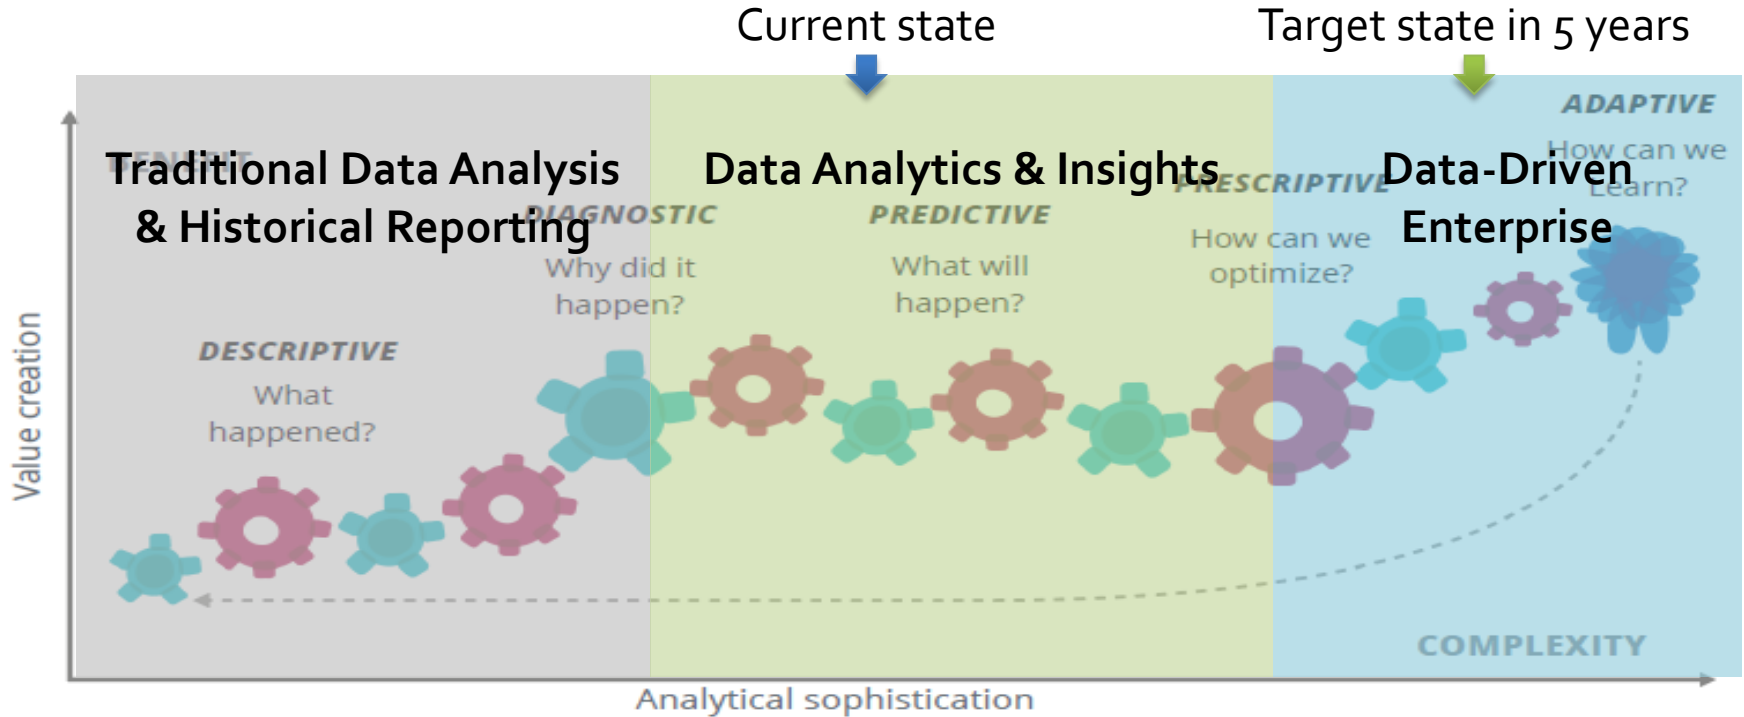 Current state
Target state in 5 years
ADAPTIVE
How can we
Learn?
BENEFIT
Traditional Data Analysis
& Historical Reporting
Data Analytics & Insights
Data-Driven
Enterprise
PRESCRIPTIVE
How can we
optimize?
DIAGNOSTIC
Why did it
happen?
PREDICTIVE
What will
happen?
DESCRIPTIVE
What
happened?
Value creation
COMPLEXITY
Analytical sophistication